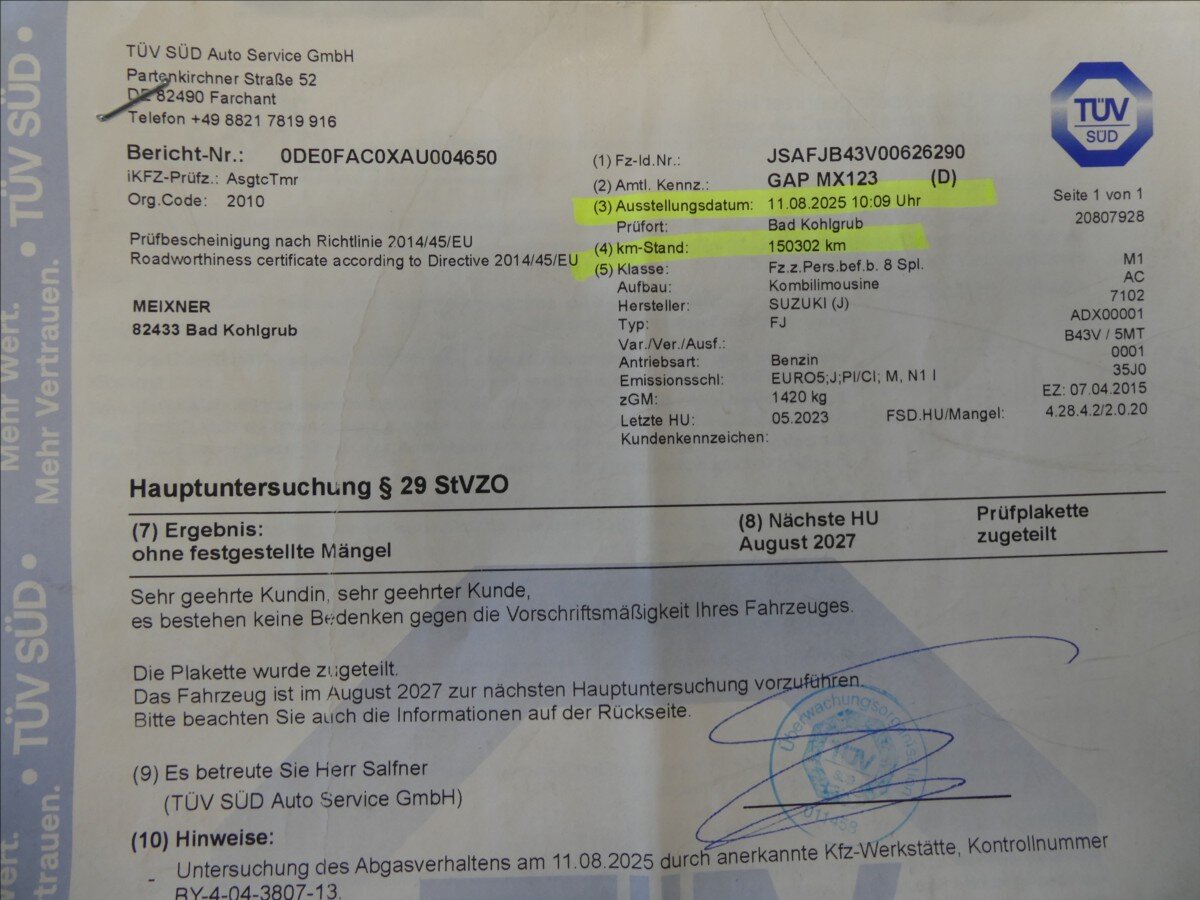 TÜV SÜD Auto Service GmbH
Partenkirchner Straße 52
DE 82490 Farchant
Telefon +49 8821 7819 916
Bericht-Nr.: 0DE0FAC0XAU004650
iKFZ-Prüfz.: AsgtcTmr
Org.Code: 2010
Prüfbescheinigung nach Richtlinie 2014/45/EU
Roadworthiness certificate according to Directive 2014/45/EU
MEIXNER
82433 Bad Kohlgrub
TÜV
SÜD
(1) Fz-Id.Nr.: JSAFJB43V00626290
(2) Amtl. Kennz.: GAP MX123 (D)
(3) Ausstellungsdatum: 11.08.2025 10:09 Uhr
Prüfort: Bad Kohlgrub
(4) km-Stand: 150302 km
(5) Klasse: Fz.z.Pers.bef.b. 8 Spl. M1
Aufbau: Kombilimousine AC
Hersteller: SUZUKI (J) 7102
Typ: FJ ADX00001
Var./Ver./Ausf.: B43V / 5MT
Antriebsart: Benzin 0001
Emissionsschl: EURO5;J;PI/CI; M, N1 I 35J0
zGM: 1420 kg EZ: 07.04.2015
Letzte HU: 05.2023 FSD.HU/Mangel: 4.28.4.2/2.0.20
Kundenkennzeichen:
Seite 1 von 1
20807928
Hauptuntersuchung § 29 StVZO
(7) Ergebnis:
ohne festgestellte Mängel
(8) Nächste HU
August 2027
Prüfplakette
zugeteilt
Sehr geehrte Kundin, sehr geehrter Kunde,
es bestehen keine Bedenken gegen die Vorschriftsmäßigkeit Ihres Fahrzeuges.
Die Plakette wurde zugeteilt.
Das Fahrzeug ist im August 2027 zur nächsten Hauptuntersuchung vorzuführen.
Bitte beachten Sie auch die Informationen auf der Rückseite.
(9) Es betreute Sie Herr Salfner
(TÜV SÜD Auto Service GmbH)
(10) Hinweise:
- Untersuchung des Abgasverhaltens am 11.08.2025 durch anerkannte Kfz-Werkstätte, Kontrollnummer
BY-4-04-3807-13.
TÜV
SÜD
Mehr Wert.
Mehr Vertrauen.
• TÜV SÜD •
• TÜV SÜD •